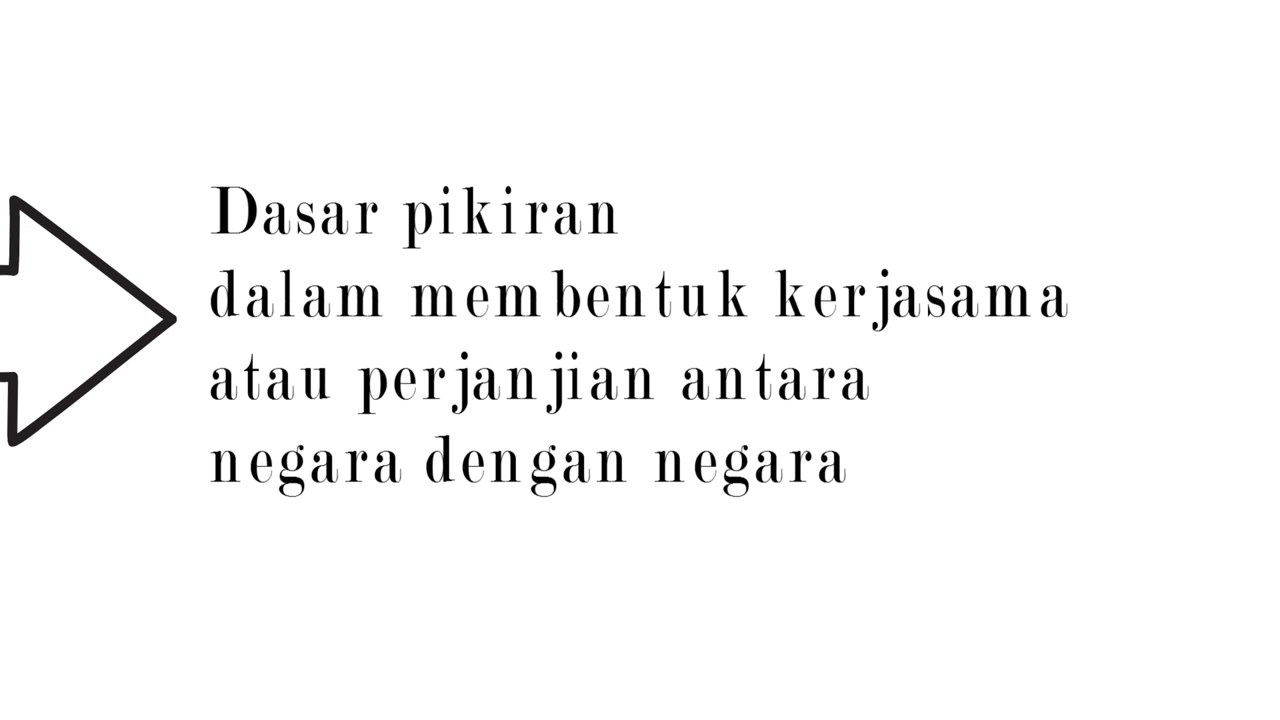 Dasar pikiran
dalam membentuk kerjasama
atau perjanjian antara
negara dengan negara